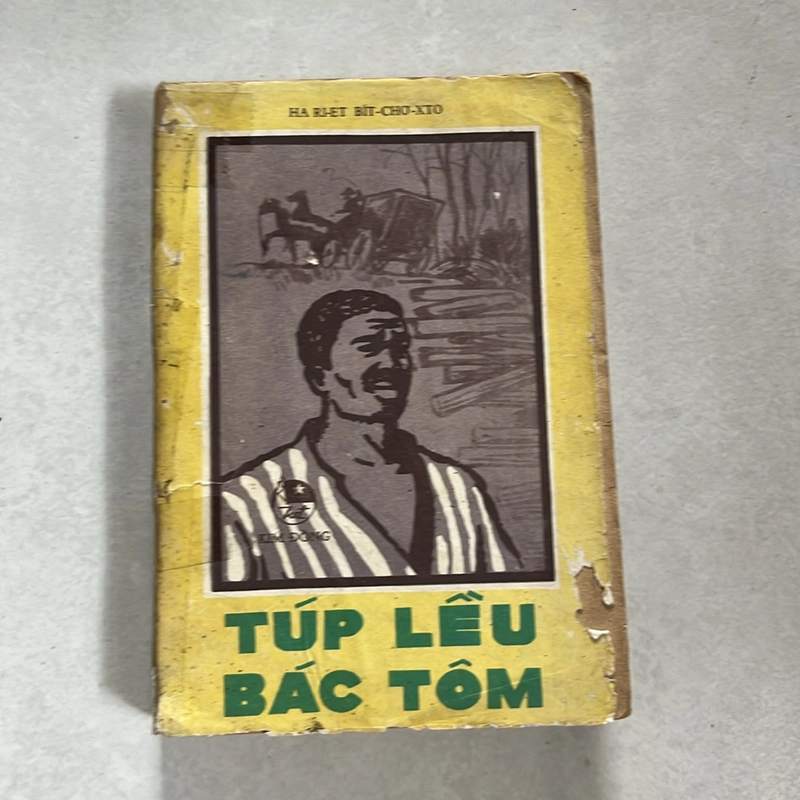 HA RI-ET BÍT-CHƠ-XTO
KIM ĐỒNG
TÚP LỀU
BÁC TÔM